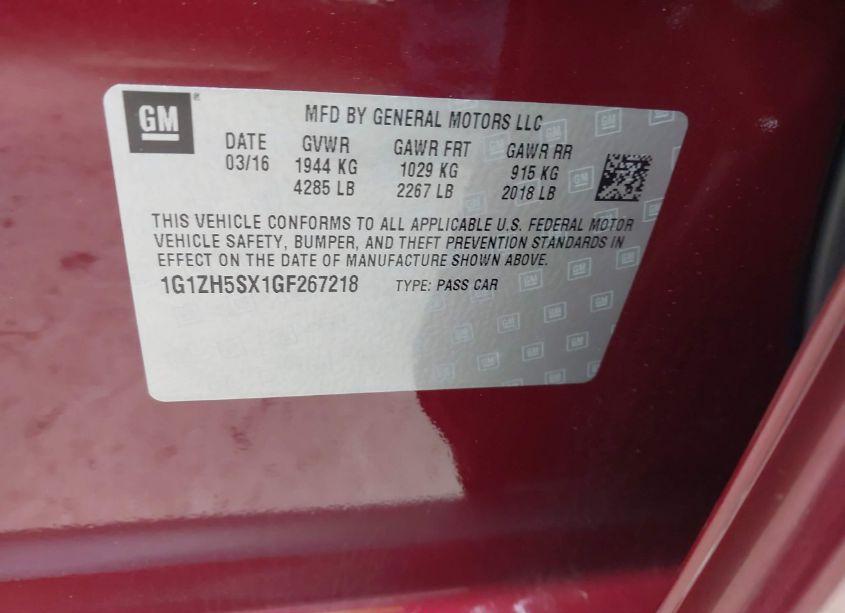 GM ®
MFD BY GENERAL MOTORS LLC
DATE GVWR GAWR FRT GAWR RR
03/16 1944 KG 1029 KG 915 KG
4285 LB 2267 LB 2018 LB
THIS VEHICLE CONFORMS TO ALL APPLICABLE U.S. FEDERAL MOTOR
VEHICLE SAFETY, BUMPER, AND THEFT PREVENTION STANDARDS IN
EFFECT ON THE DATE OF MANUFACTURE SHOWN ABOVE.
1G1ZH5SX1GF267218 TYPE: PASS CAR